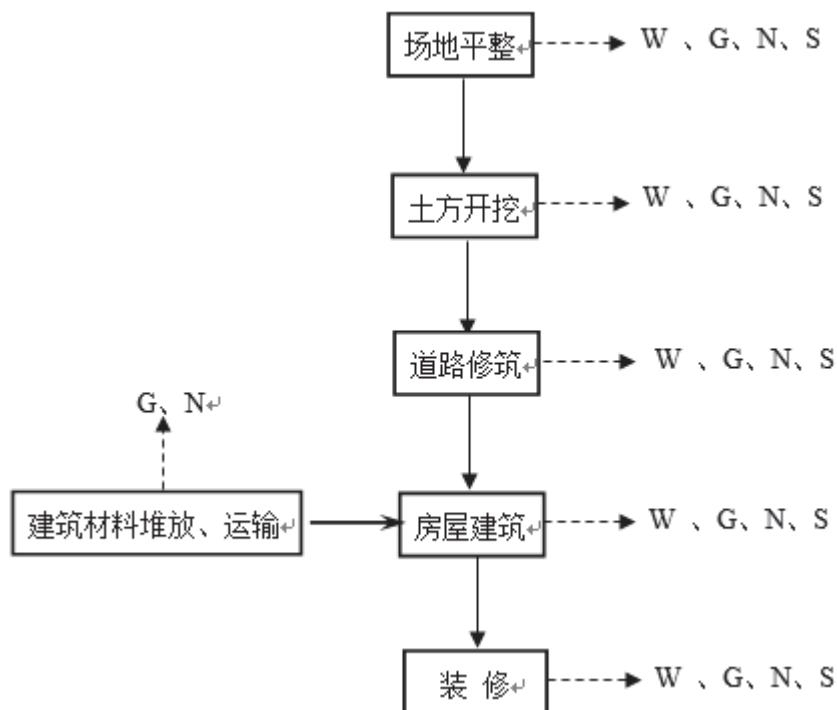 场地平整
W 、G、N、S
土方开挖
W 、G、N、S
道路修筑
W 、G、N、S
G、N
建筑材料堆放、运输
房屋建筑
W 、G、N、S
装 修
W 、G、N、S